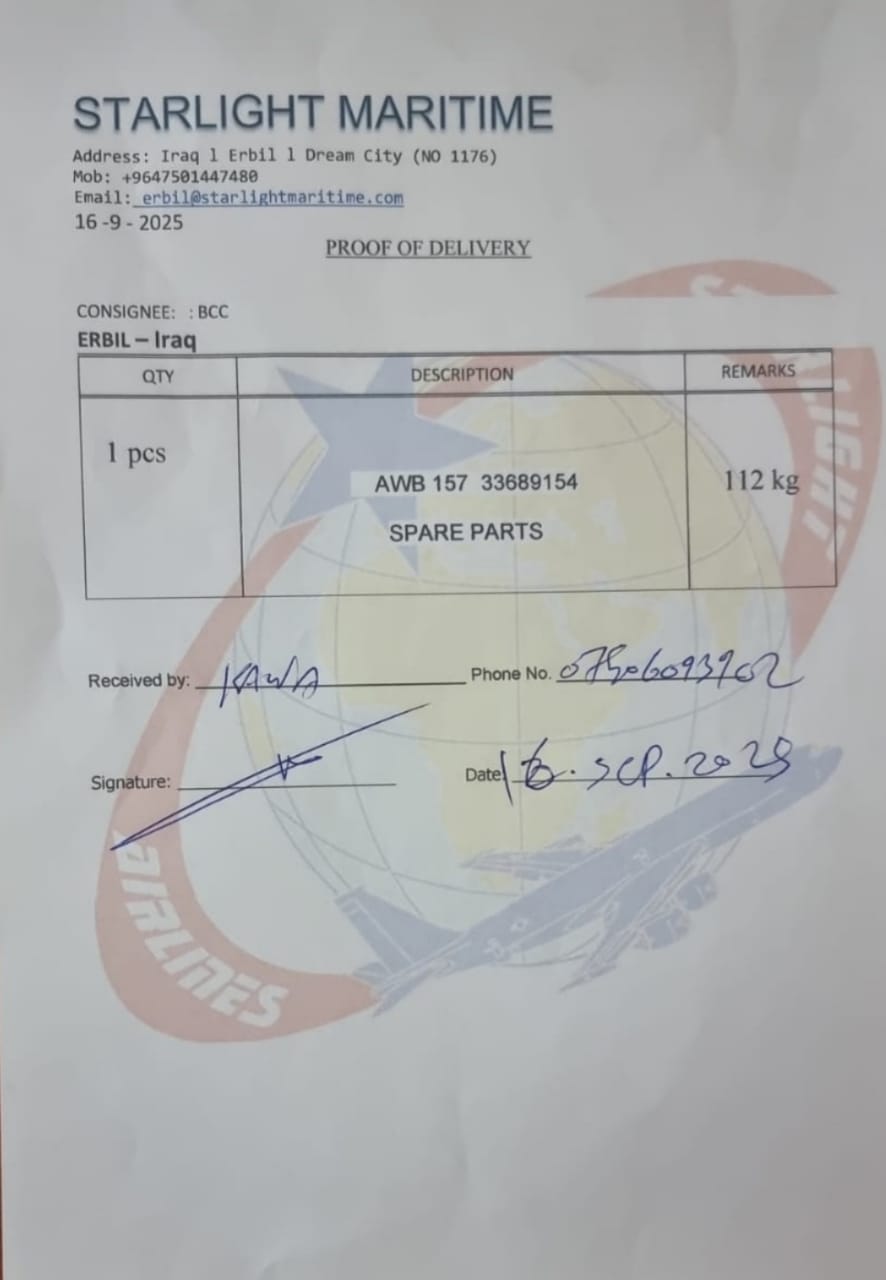 STARLIGHT MARITIME
Address: Iraq l Erbil l Dream City (NO 1176)
Mob: +9647501447480
Email: erbil@starlightmaritime.com
16 -9 - 2025
PROOF OF DELIVERY
CONSIGNEE: : BCC
ERBIL – Iraq
QTY DESCRIPTION REMARKS
1 pcs
AWB 157 33689154 112 kg
SPARE PARTS
Received by: KAWA Phone No. 07506093902
Signature: Date 16. SEP. 2025
LIGHT
AIRLINES